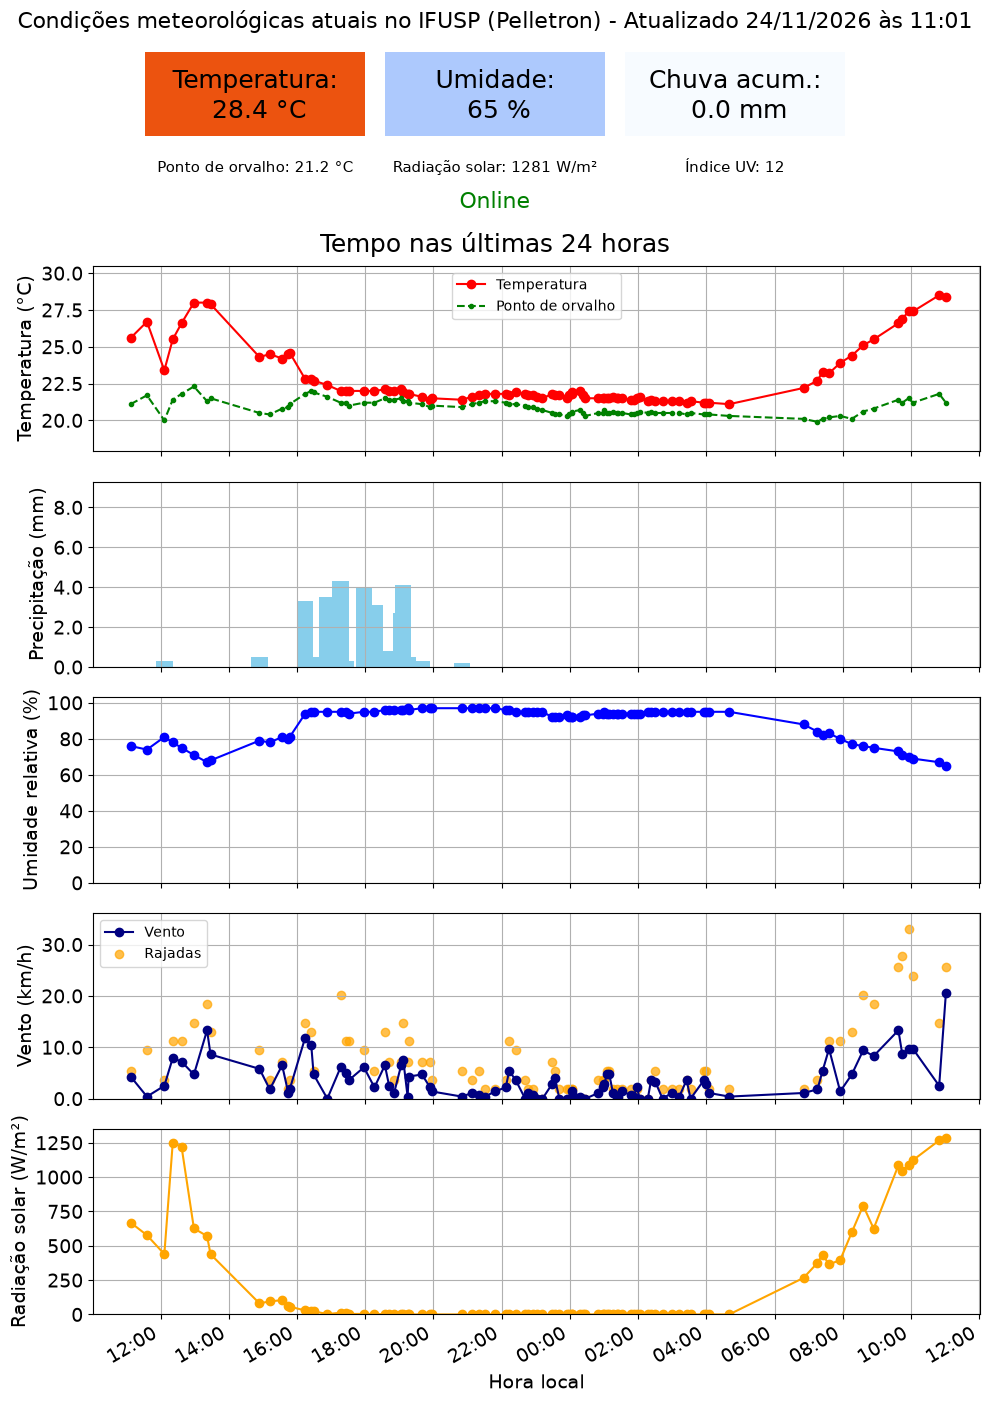 Condições meteorológicas atuais no IFUSP (Pelletron) - Atualizado 24/11/2026 às 11:01
Temperatura:
28.4 °C
Umidade:
65 %
Chuva acum.:
0.0 mm
Ponto de orvalho: 21.2 °C
Radiação solar: 1281 W/m²
Índice UV: 12
Online
Tempo nas últimas 24 horas
Temperatura (°C)
30.0
27.5
25.0
22.5
20.0
Temperatura
Ponto de orvalho
Precipitação (mm)
8.0
6.0
4.0
2.0
0.0
Umidade relativa (%)
100
80
60
40
20
0
Vento (km/h)
30.0
20.0
10.0
0.0
Vento
Rajadas
Radiação solar (W/m²)
1250
1000
750
500
250
0
12:00
14:00
16:00
18:00
20:00
22:00
00:00
02:00
04:00
06:00
08:00
10:00
12:00
Hora local